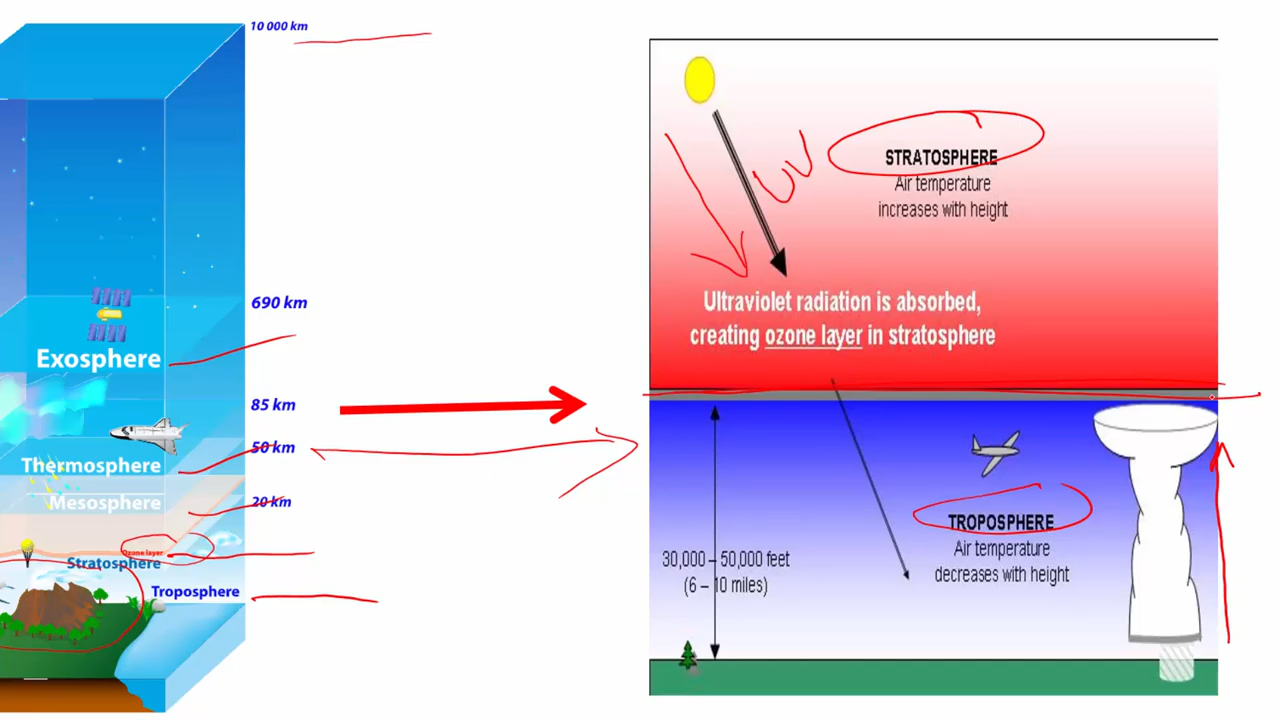 10 000 km
690 km
Exosphere
85 km
50 km
Thermosphere
Mesosphere
20 km
Ozone layer
Stratosphere
Troposphere
UV
STRATOSPHERE
Air temperature
increases with height
Ultraviolet radiation is absorbed,
creating ozone layer in stratosphere
30,000 – 50,000 feet
(6 – 10 miles)
TROPOSPHERE
Air temperature
decreases with height